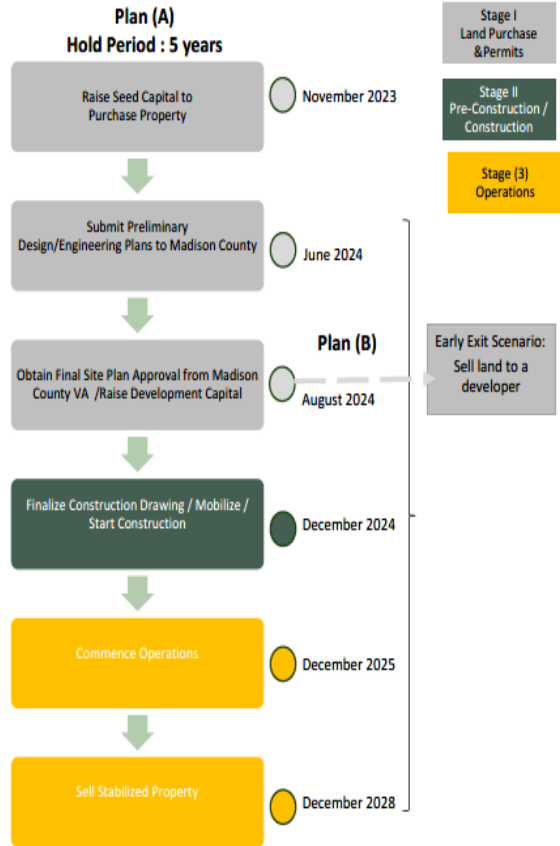 Plan (A)
Hold Period : 5 years
Stage I
Land Purchase
&Permits
Stage II
Pre-Construction /
Construction
Stage (3)
Operations
Raise Seed Capital to
Purchase Property
November 2023
Submit Preliminary
Design/Engineering Plans to Madison County
June 2024
Plan (B)
Early Exit Scenario:
Sell land to a
developer
Obtain Final Site Plan Approval from Madison
County VA /Raise Development Capital
August 2024
Finalize Construction Drawing / Mobilize /
Start Construction
December 2024
Commence Operations
December 2025
Sell Stabilized Property
December 2028